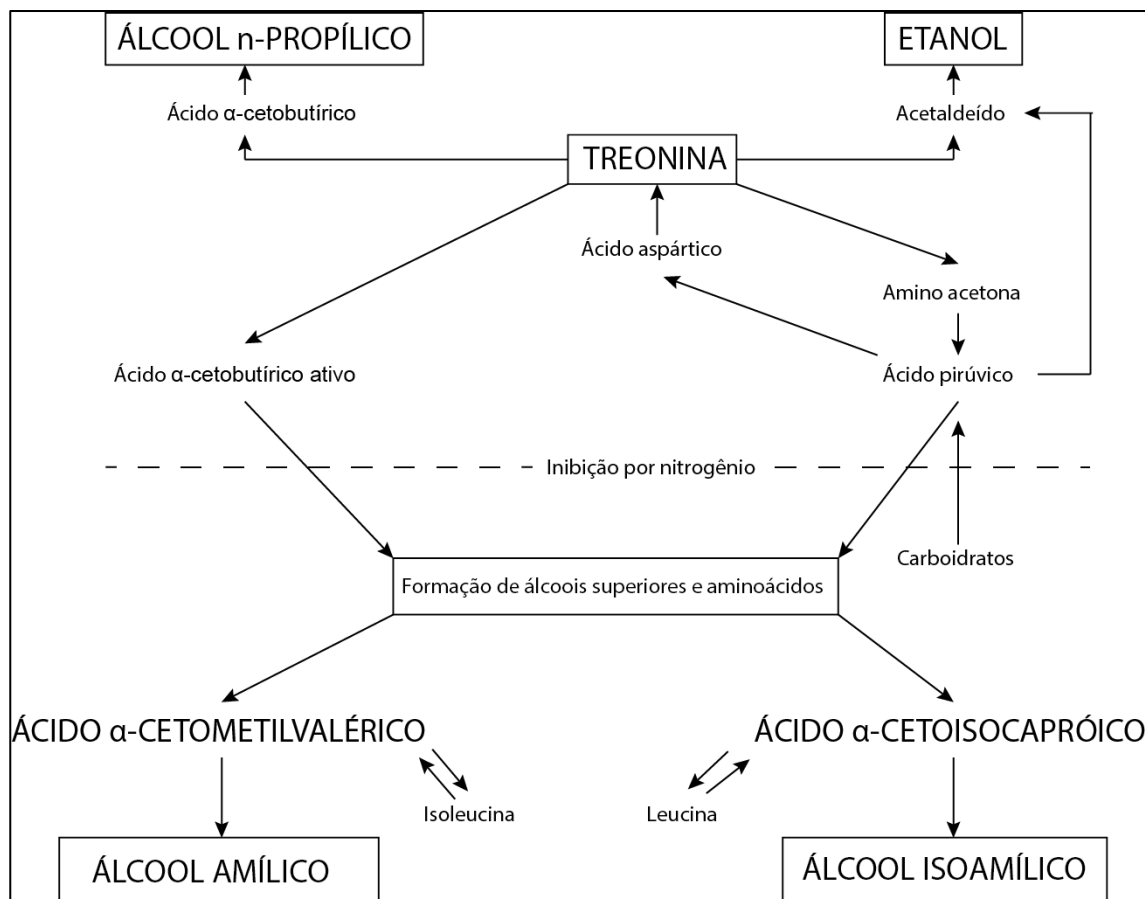 ÁLCOOL n-PROPÍLICO
ETANOL
Ácido α-cetobutírico
Acetaldeído
TREONINA
Ácido aspártico
Amino acetona
Ácido α-cetobutírico ativo
Ácido pirúvico
Inibição por nitrogênio
Carboidratos
Formação de álcoois superiores e aminoácidos
ÁCIDO α-CETOMETILVALÉRICO
ÁCIDO α-CETOISOCAPRÓICO
Isoleucina
Leucina
ÁLCOOL AMÍLICO
ÁLCOOL ISOAMÍLICO